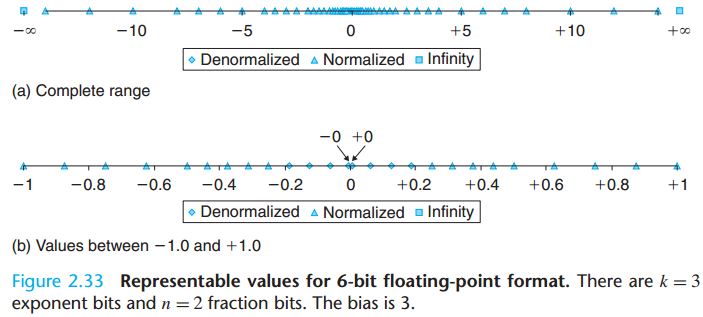 −∞ −10 −5 0 +5 +10 +∞
Denormalized Normalized Infinity
(a) Complete range
−0 +0
−1 −0.8 −0.6 −0.4 −0.2 0 +0.2 +0.4 +0.6 +0.8 +1
Denormalized Normalized Infinity
(b) Values between −1.0 and +1.0
Figure 2.33 Representable values for 6-bit floating-point format. There are k = 3
exponent bits and n = 2 fraction bits. The bias is 3.